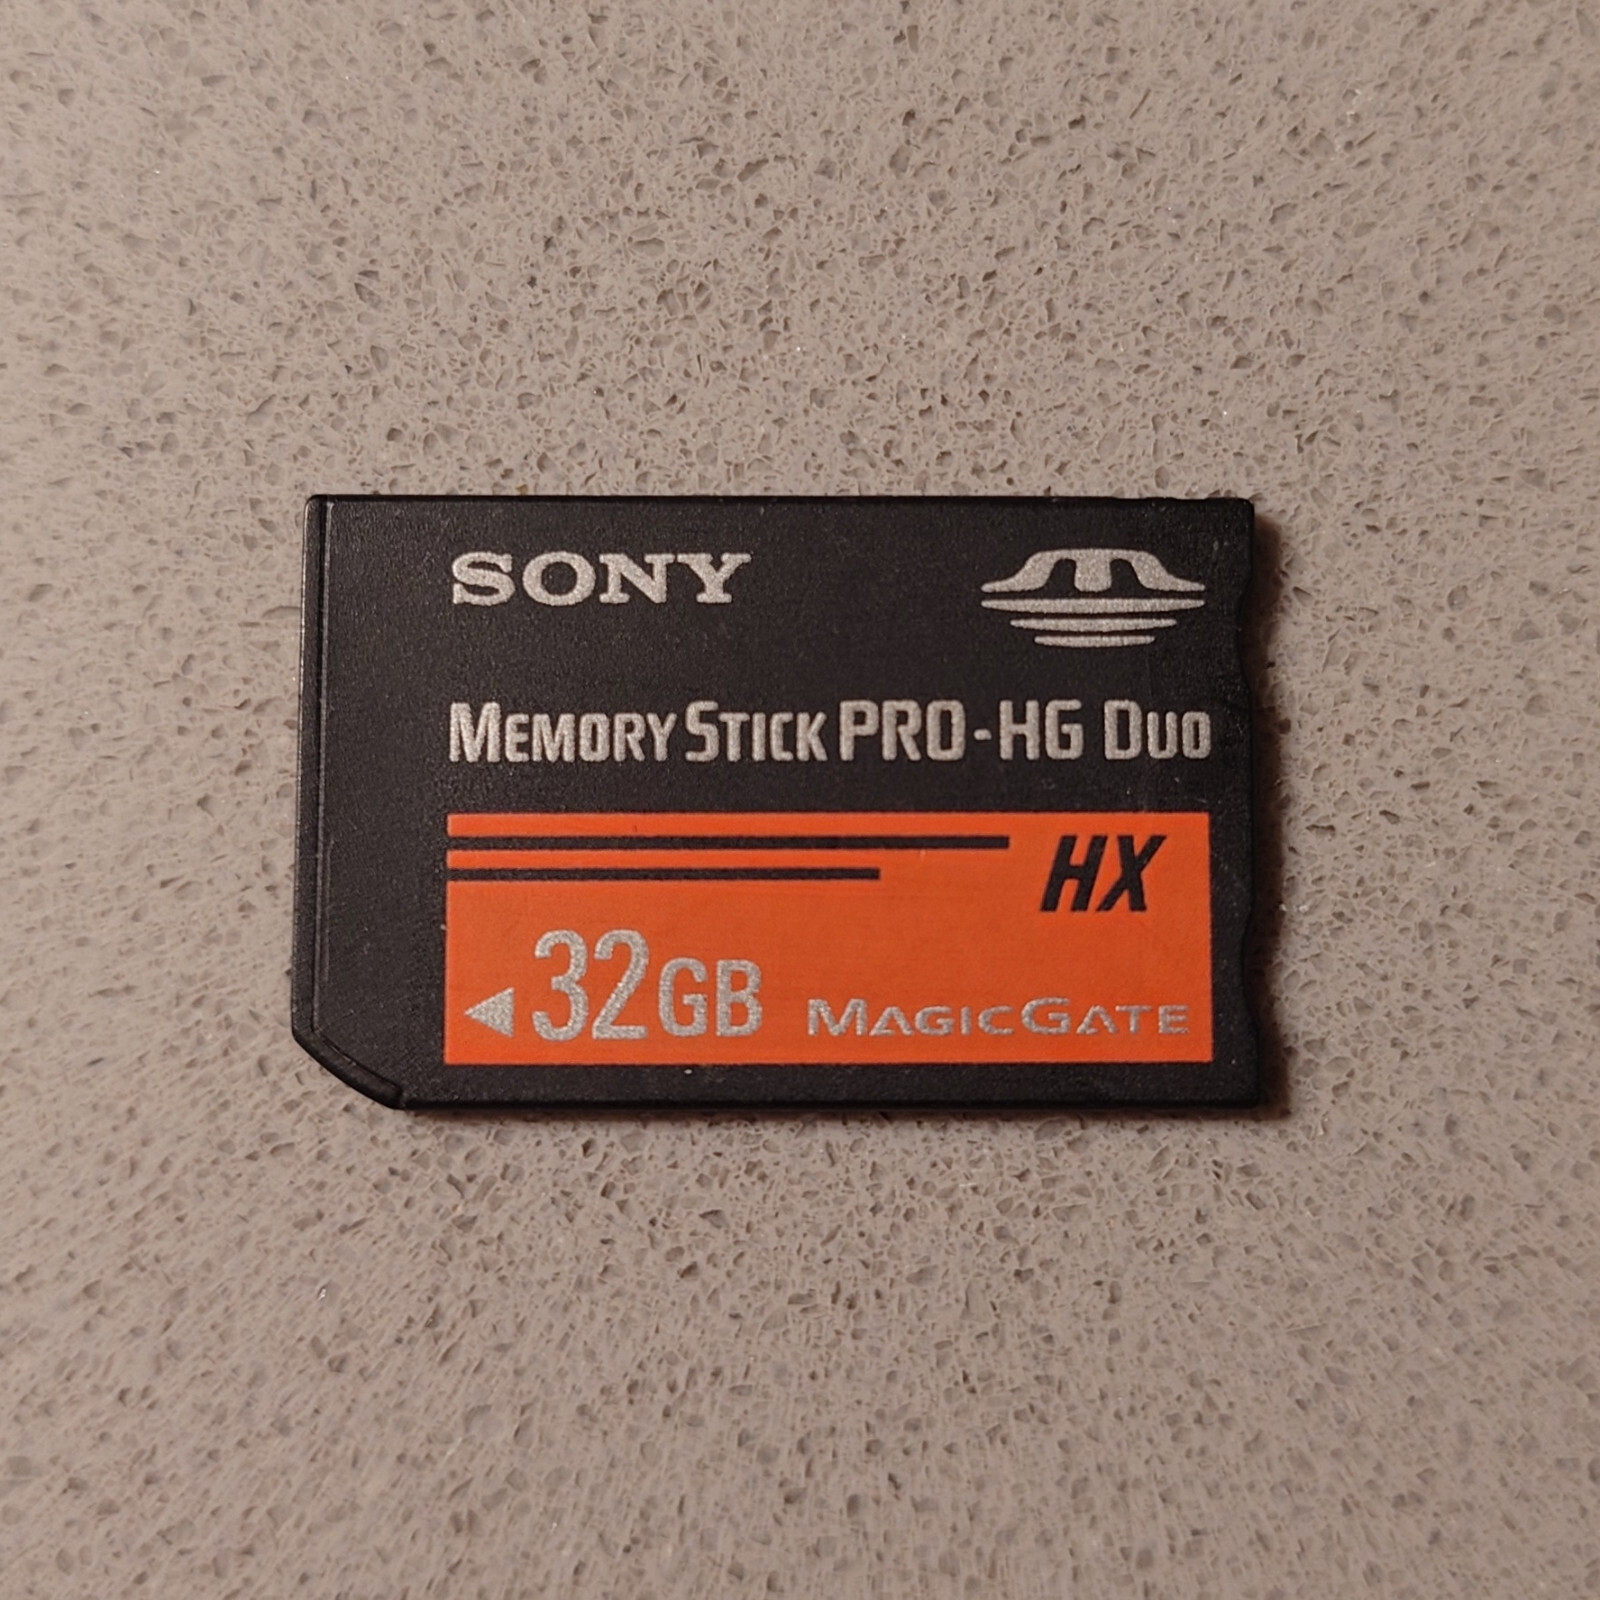 SONY
MEMORY STICK PRO-HG DUO
HX
32GB MAGICGATE